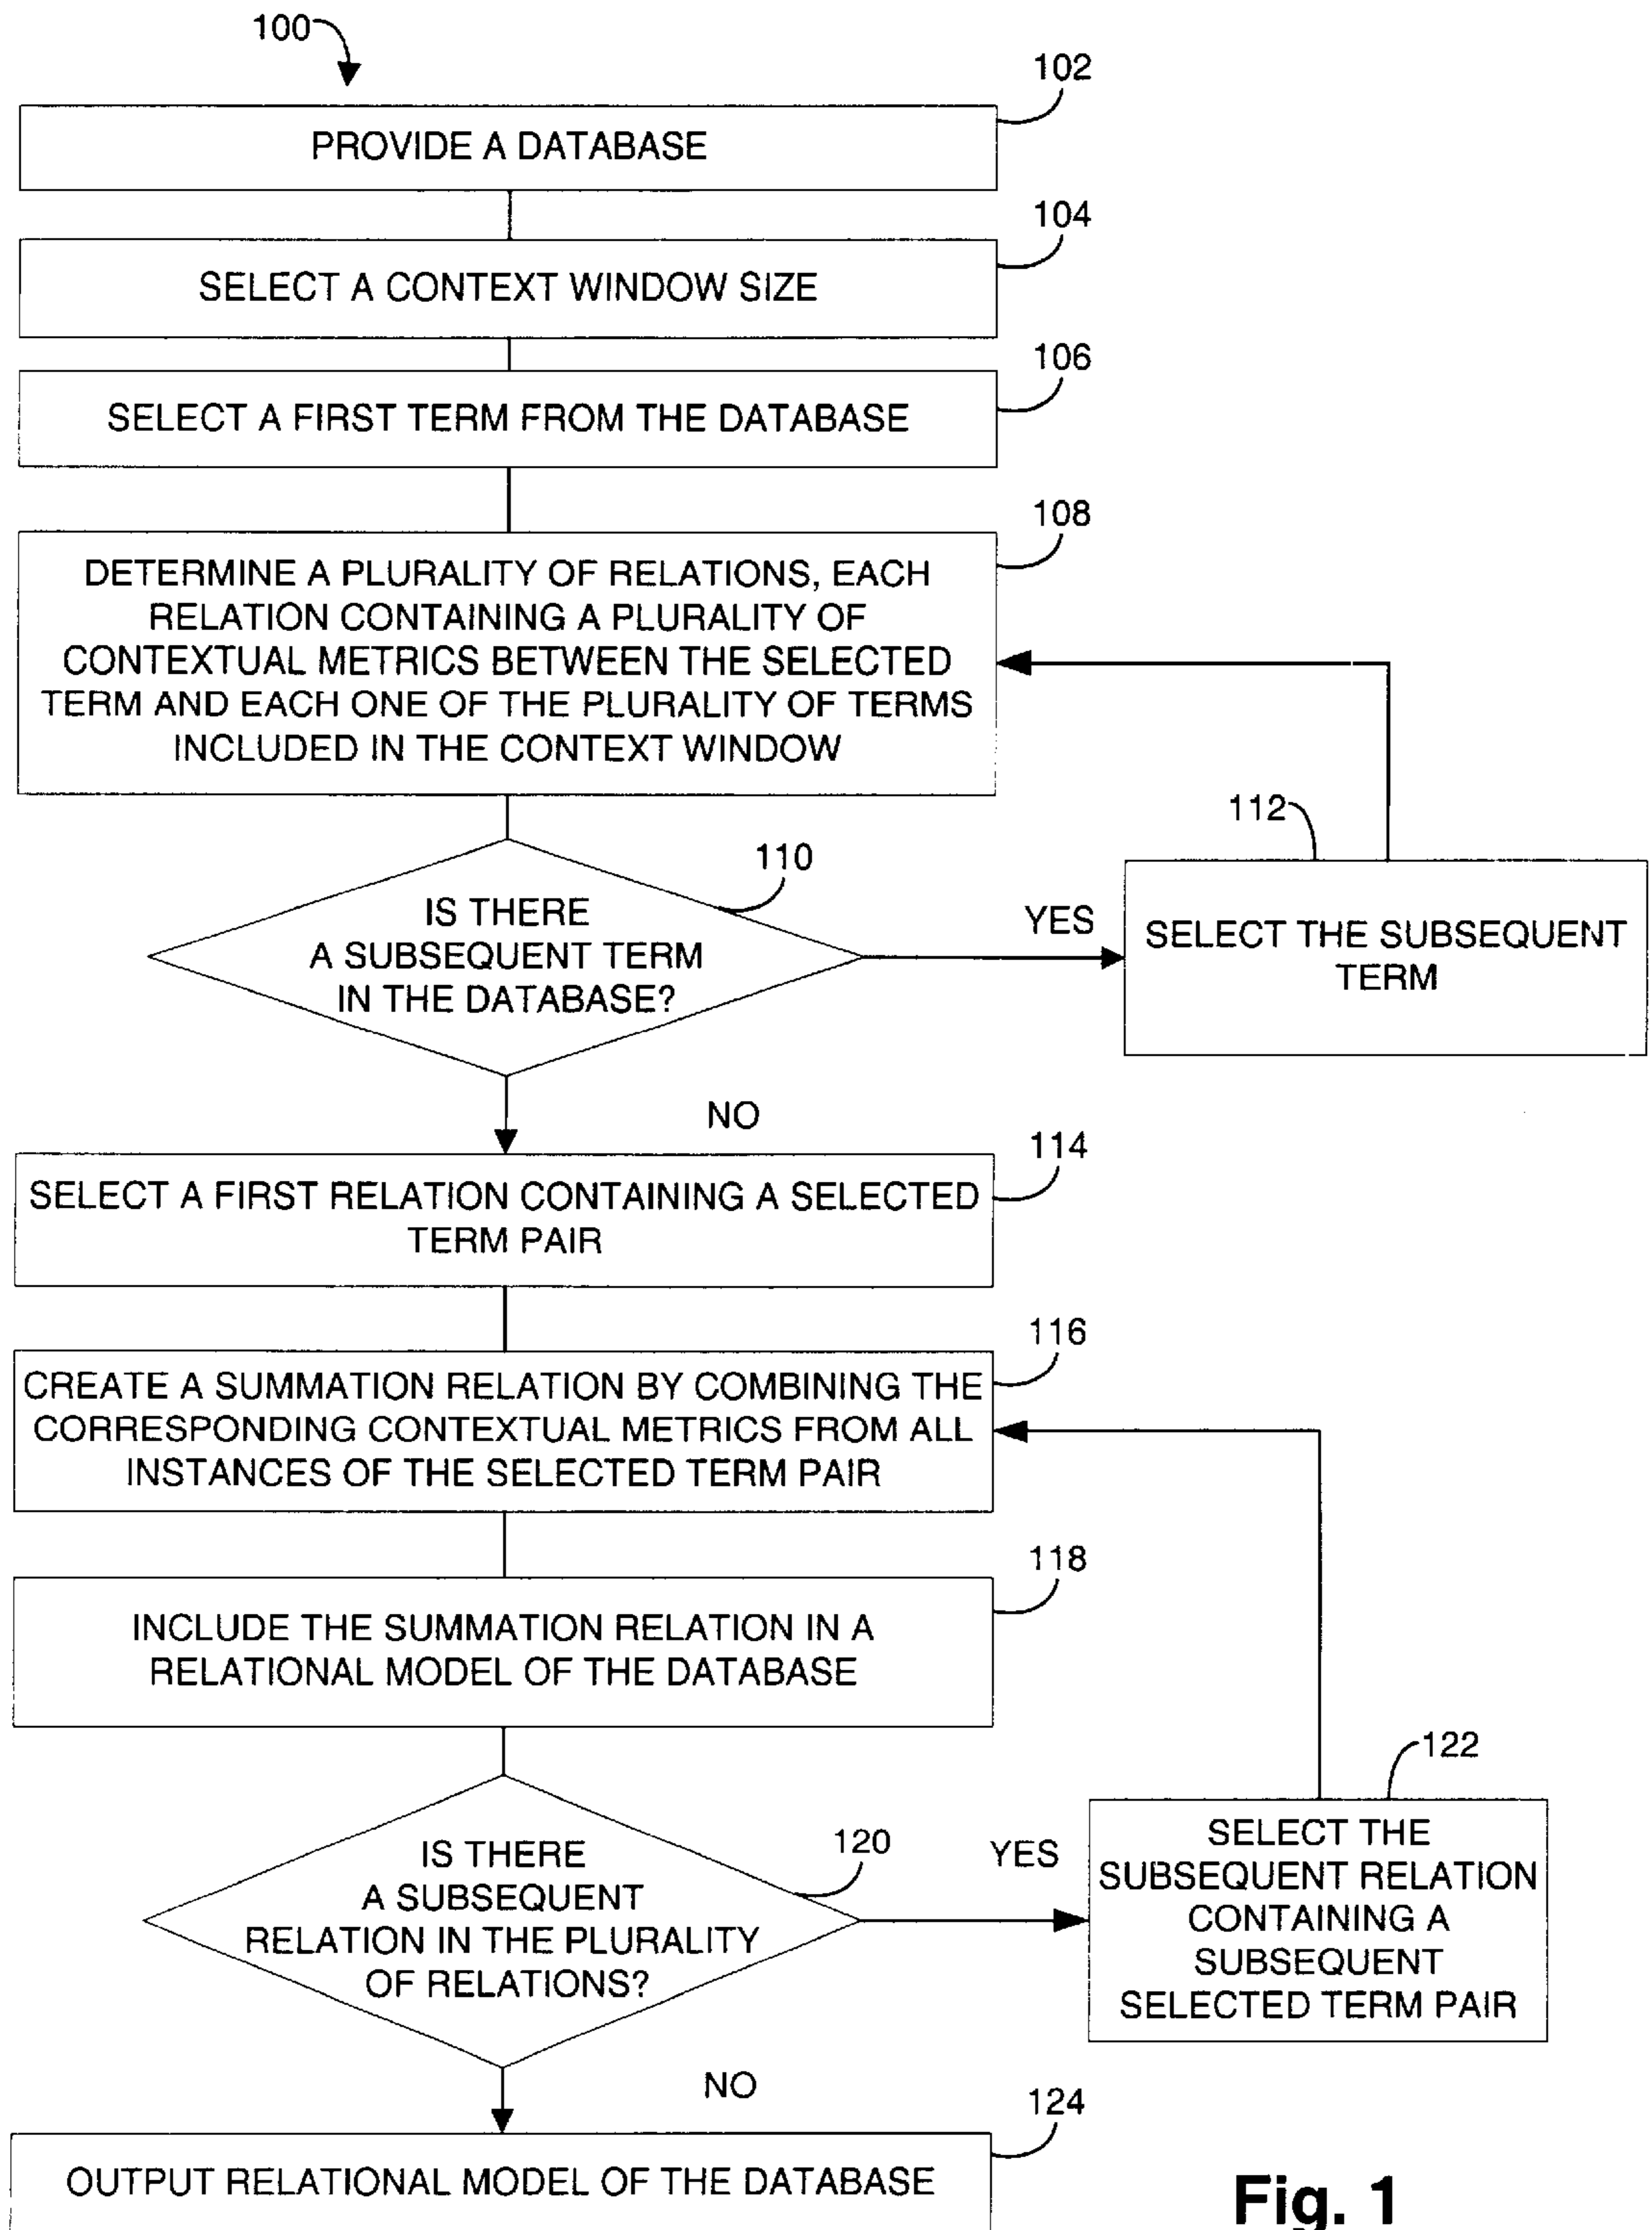 100
102
PROVIDE A DATABASE
104
SELECT A CONTEXT WINDOW SIZE
106
SELECT A FIRST TERM FROM THE DATABASE
108
DETERMINE A PLURALITY OF RELATIONS, EACH
RELATION CONTAINING A PLURALITY OF
CONTEXTUAL METRICS BETWEEN THE SELECTED
TERM AND EACH ONE OF THE PLURALITY OF TERMS
INCLUDED IN THE CONTEXT WINDOW
110
IS THERE
A SUBSEQUENT TERM
IN THE DATABASE?
YES
112
SELECT THE SUBSEQUENT
TERM
NO
114
SELECT A FIRST RELATION CONTAINING A SELECTED
TERM PAIR
116
CREATE A SUMMATION RELATION BY COMBINING THE
CORRESPONDING CONTEXTUAL METRICS FROM ALL
INSTANCES OF THE SELECTED TERM PAIR
118
INCLUDE THE SUMMATION RELATION IN A
RELATIONAL MODEL OF THE DATABASE
120
IS THERE
A SUBSEQUENT
RELATION IN THE PLURALITY
OF RELATIONS?
YES
122
SELECT THE
SUBSEQUENT RELATION
CONTAINING A
SUBSEQUENT
SELECTED TERM PAIR
NO
124
OUTPUT RELATIONAL MODEL OF THE DATABASE
Fig. 1